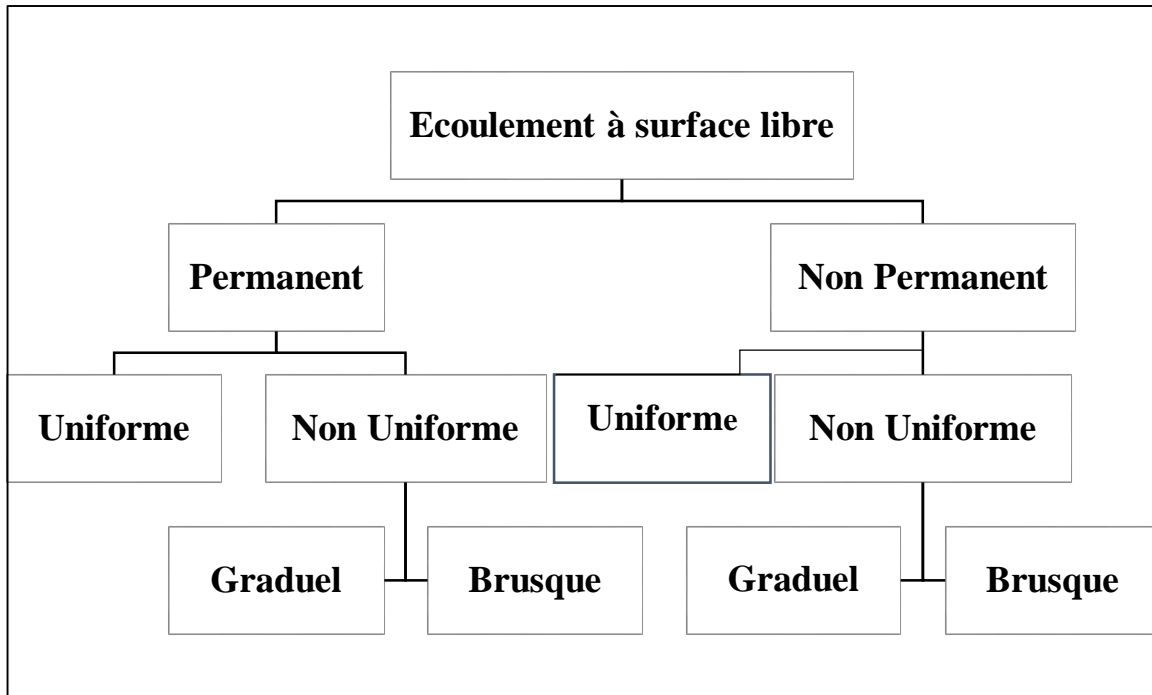 Ecoulement à surface libre
Permanent
Non Permanent
Uniforme
Non Uniforme
Uniforme
Non Uniforme
Graduel
Brusque
Graduel
Brusque